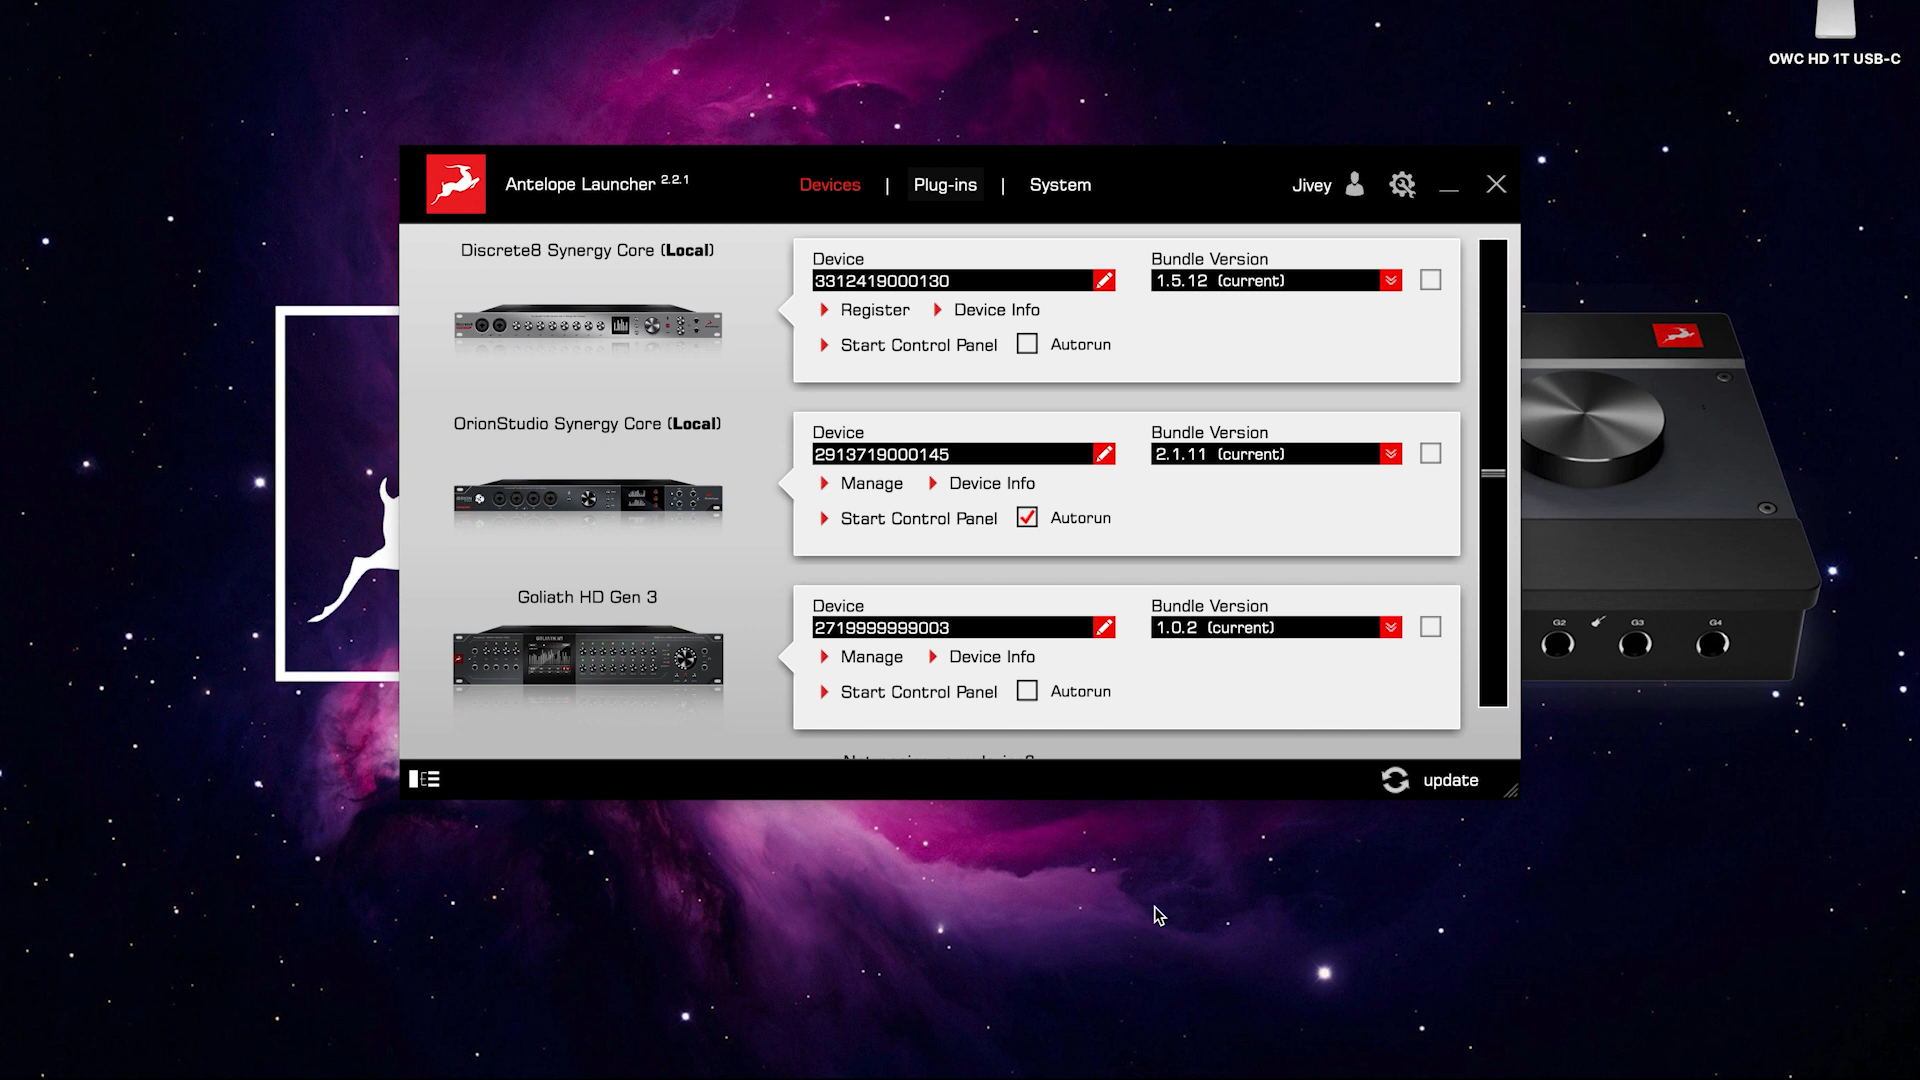 OWC HD 1T USB-C
Antelope Launcher 2.2.1
Devices | Plug-ins | System
Jivey
Discrete8 Synergy Core (Local)
Device
3312419000130
Bundle Version
1.5.12 (current)
Register
Device Info
Start Control Panel
Autorun
OrionStudio Synergy Core (Local)
Device
2913719000145
Bundle Version
2.1.11 (current)
Manage
Device Info
Start Control Panel
Autorun
Goliath HD Gen 3
Device
2719999999003
Bundle Version
1.0.2 (current)
Manage
Device Info
Start Control Panel
Autorun
update
G2
G3
G4